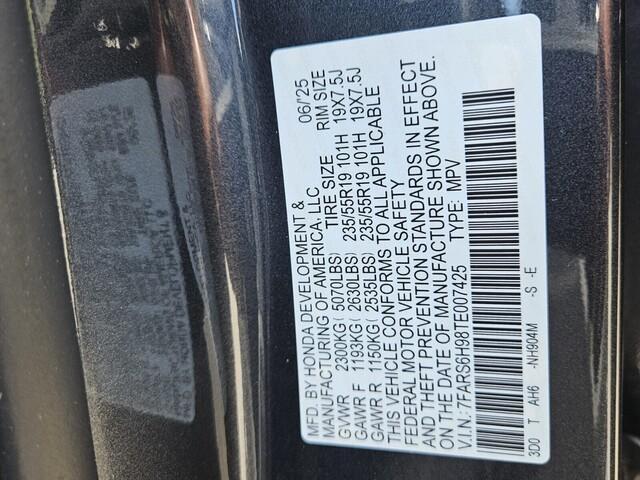 MFD. BY HONDA DEVELOPMENT & 06/'25
MANUFACTURING OF AMERICA, LLC
TIRE SIZE RIM SIZE
GVWR 2300KG( 5070LBS)
GAWR F 1193KG( 2630LBS) 235/55R19 101H 19X7.5J
GAWR R 1150KG( 2535LBS) 235/55R19 101H 19X7.5J
THIS VEHICLE CONFORMS TO ALL APPLICABLE
FEDERAL MOTOR VEHICLE SAFETY
AND THEFT PREVENTION STANDARDS IN EFFECT
ON THE DATE OF MANUFACTURE SHOWN ABOVE.
V.I.N.: 7FARS6H98TE007425 TYPE: MPV
3D0 T AH6 -NH904M -S -E